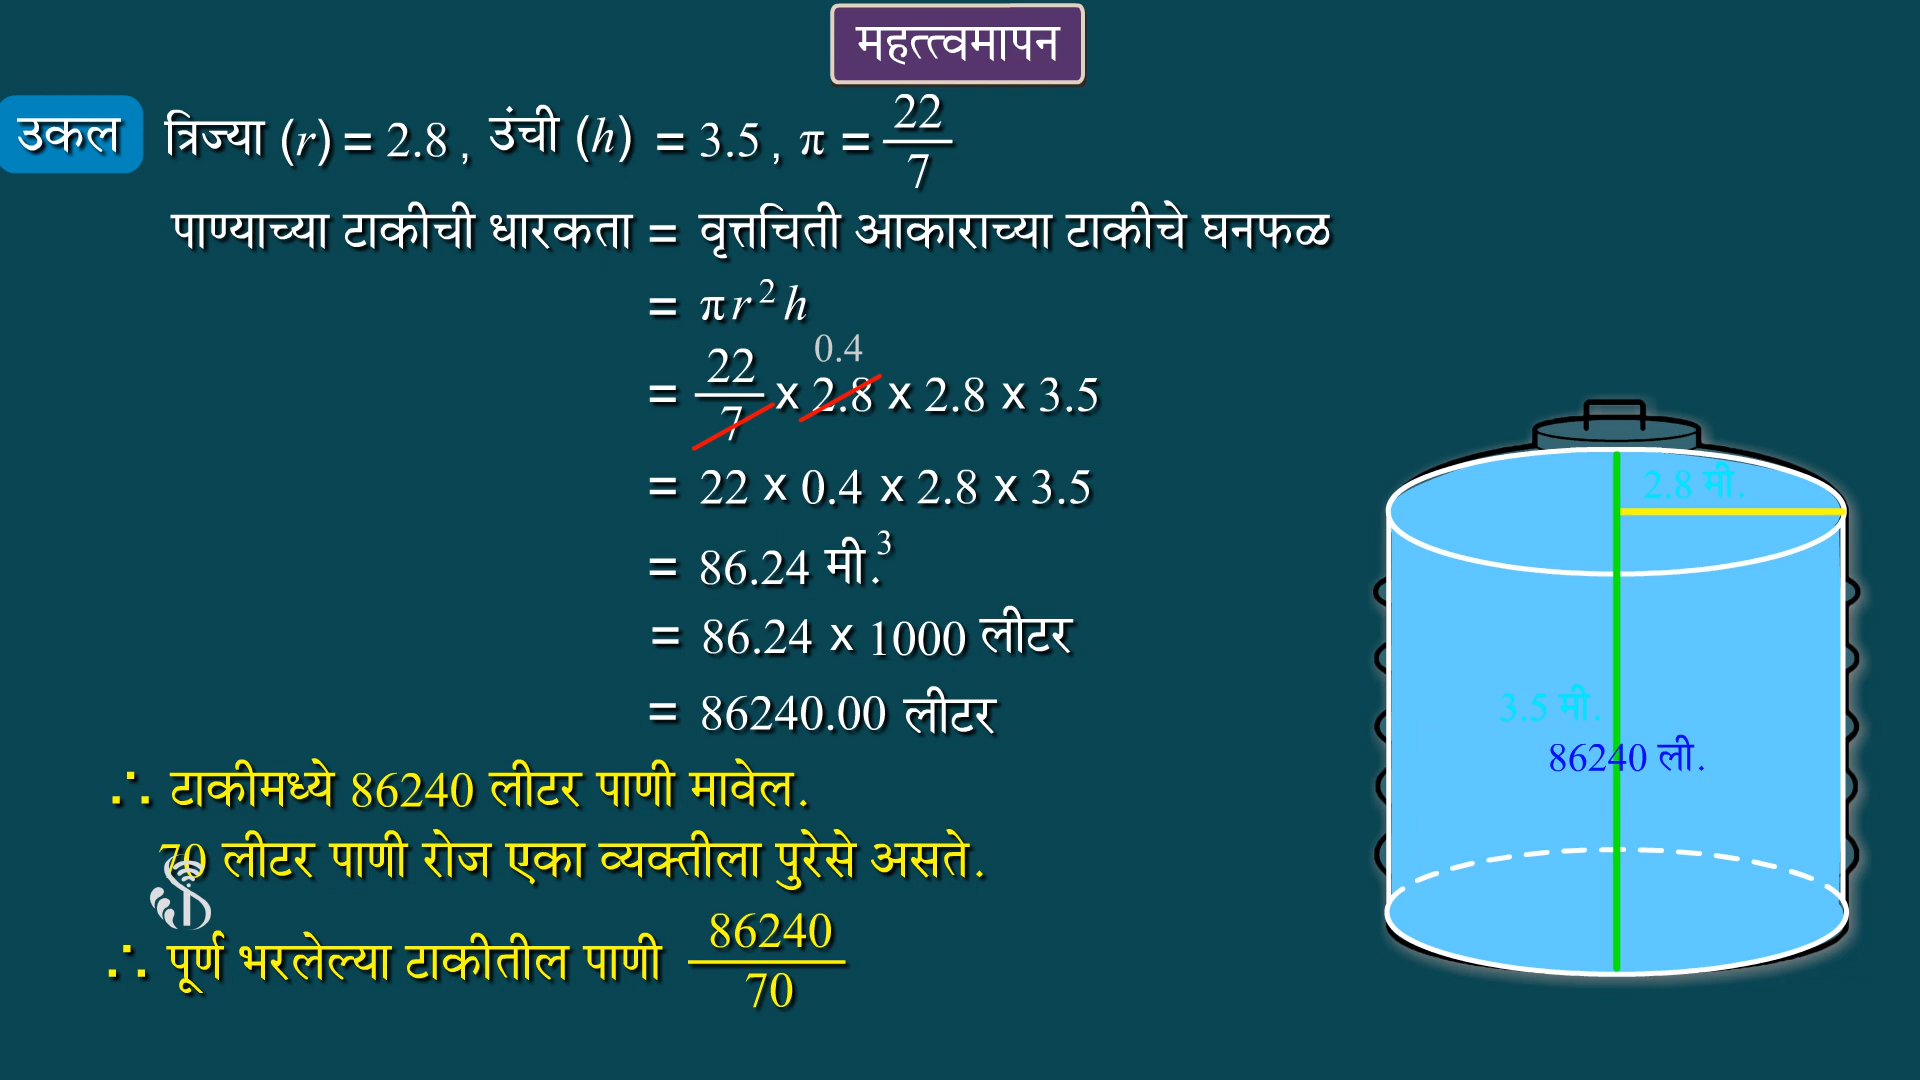 महत्त्वमापन
उकल त्रिज्या (r) = 2.8 , उंची (h) = 3.5 , π = 22/7
पाण्याच्या टाकीची धारकता = वृत्तचिती आकाराच्या टाकीचे घनफळ
= πr²h
0.4
= 22/7 x 2.8 x 2.8 x 3.5
= 22 x 0.4 x 2.8 x 3.5
= 86.24 मी.³
= 86.24 x 1000 लीटर
= 86240.00 लीटर
∴ टाकीमध्ये 86240 लीटर पाणी मावेल.
70 लीटर पाणी रोज एका व्यक्तीला पुरेसे असते.
∴ पूर्ण भरलेल्या टाकीतील पाणी 86240/70
2.8 मी.
3.5 मी.
86240 ली.